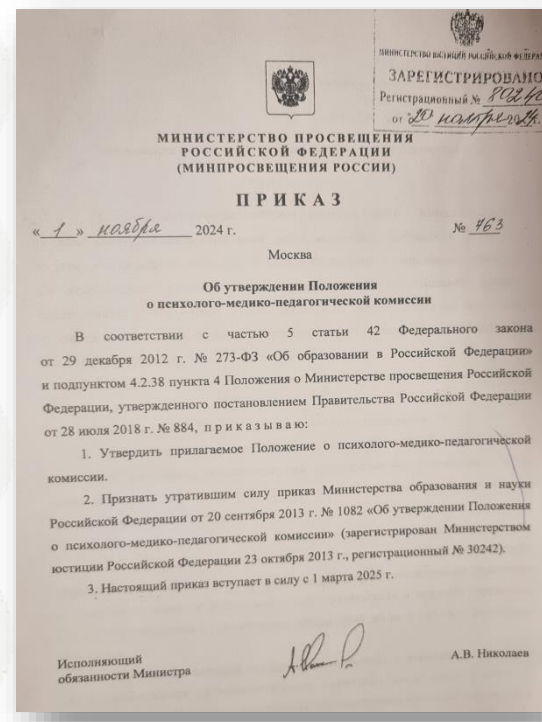 МИНИСТЕРСТВО ЮСТИЦИИ РОССИЙСКОЙ ФЕДЕРАЦ
ЗАРЕГИСТРИРОВАНО
Регистрационный №
от "20" ноября 2024.
МИНИСТЕРСТВО ПРОСВЕЩЕНИЯ
РОССИЙСКОЙ ФЕДЕРАЦИИ
(МИНПРОСВЕЩЕНИЯ РОССИИ)
ПРИКАЗ
« 1 » ноября 2024 г. № 763
Москва
Об утверждении Положения
о психолого-медико-педагогической комиссии
В соответствии с частью 5 статьи 42 Федерального закона
от 29 декабря 2012 г. № 273-ФЗ «Об образовании в Российской Федерации»
и подпунктом 4.2.38 пункта 4 Положения о Министерстве просвещения Российской
Федерации, утвержденного постановлением Правительства Российской Федерации
от 28 июля 2018 г. № 884, приказываю:
1. Утвердить прилагаемое Положение о психолого-медико-педагогической
комиссии.
2. Признать утратившим силу приказ Министерства образования и науки
Российской Федерации от 20 сентября 2013 г. № 1082 «Об утверждении Положения
о психолого-медико-педагогической комиссии» (зарегистрирован Министерством
юстиции Российской Федерации 23 октября 2013 г., регистрационный № 30242).
3. Настоящий приказ вступает в силу с 1 марта 2025 г.
Исполняющий
обязанности Министра
А.В. Николаев